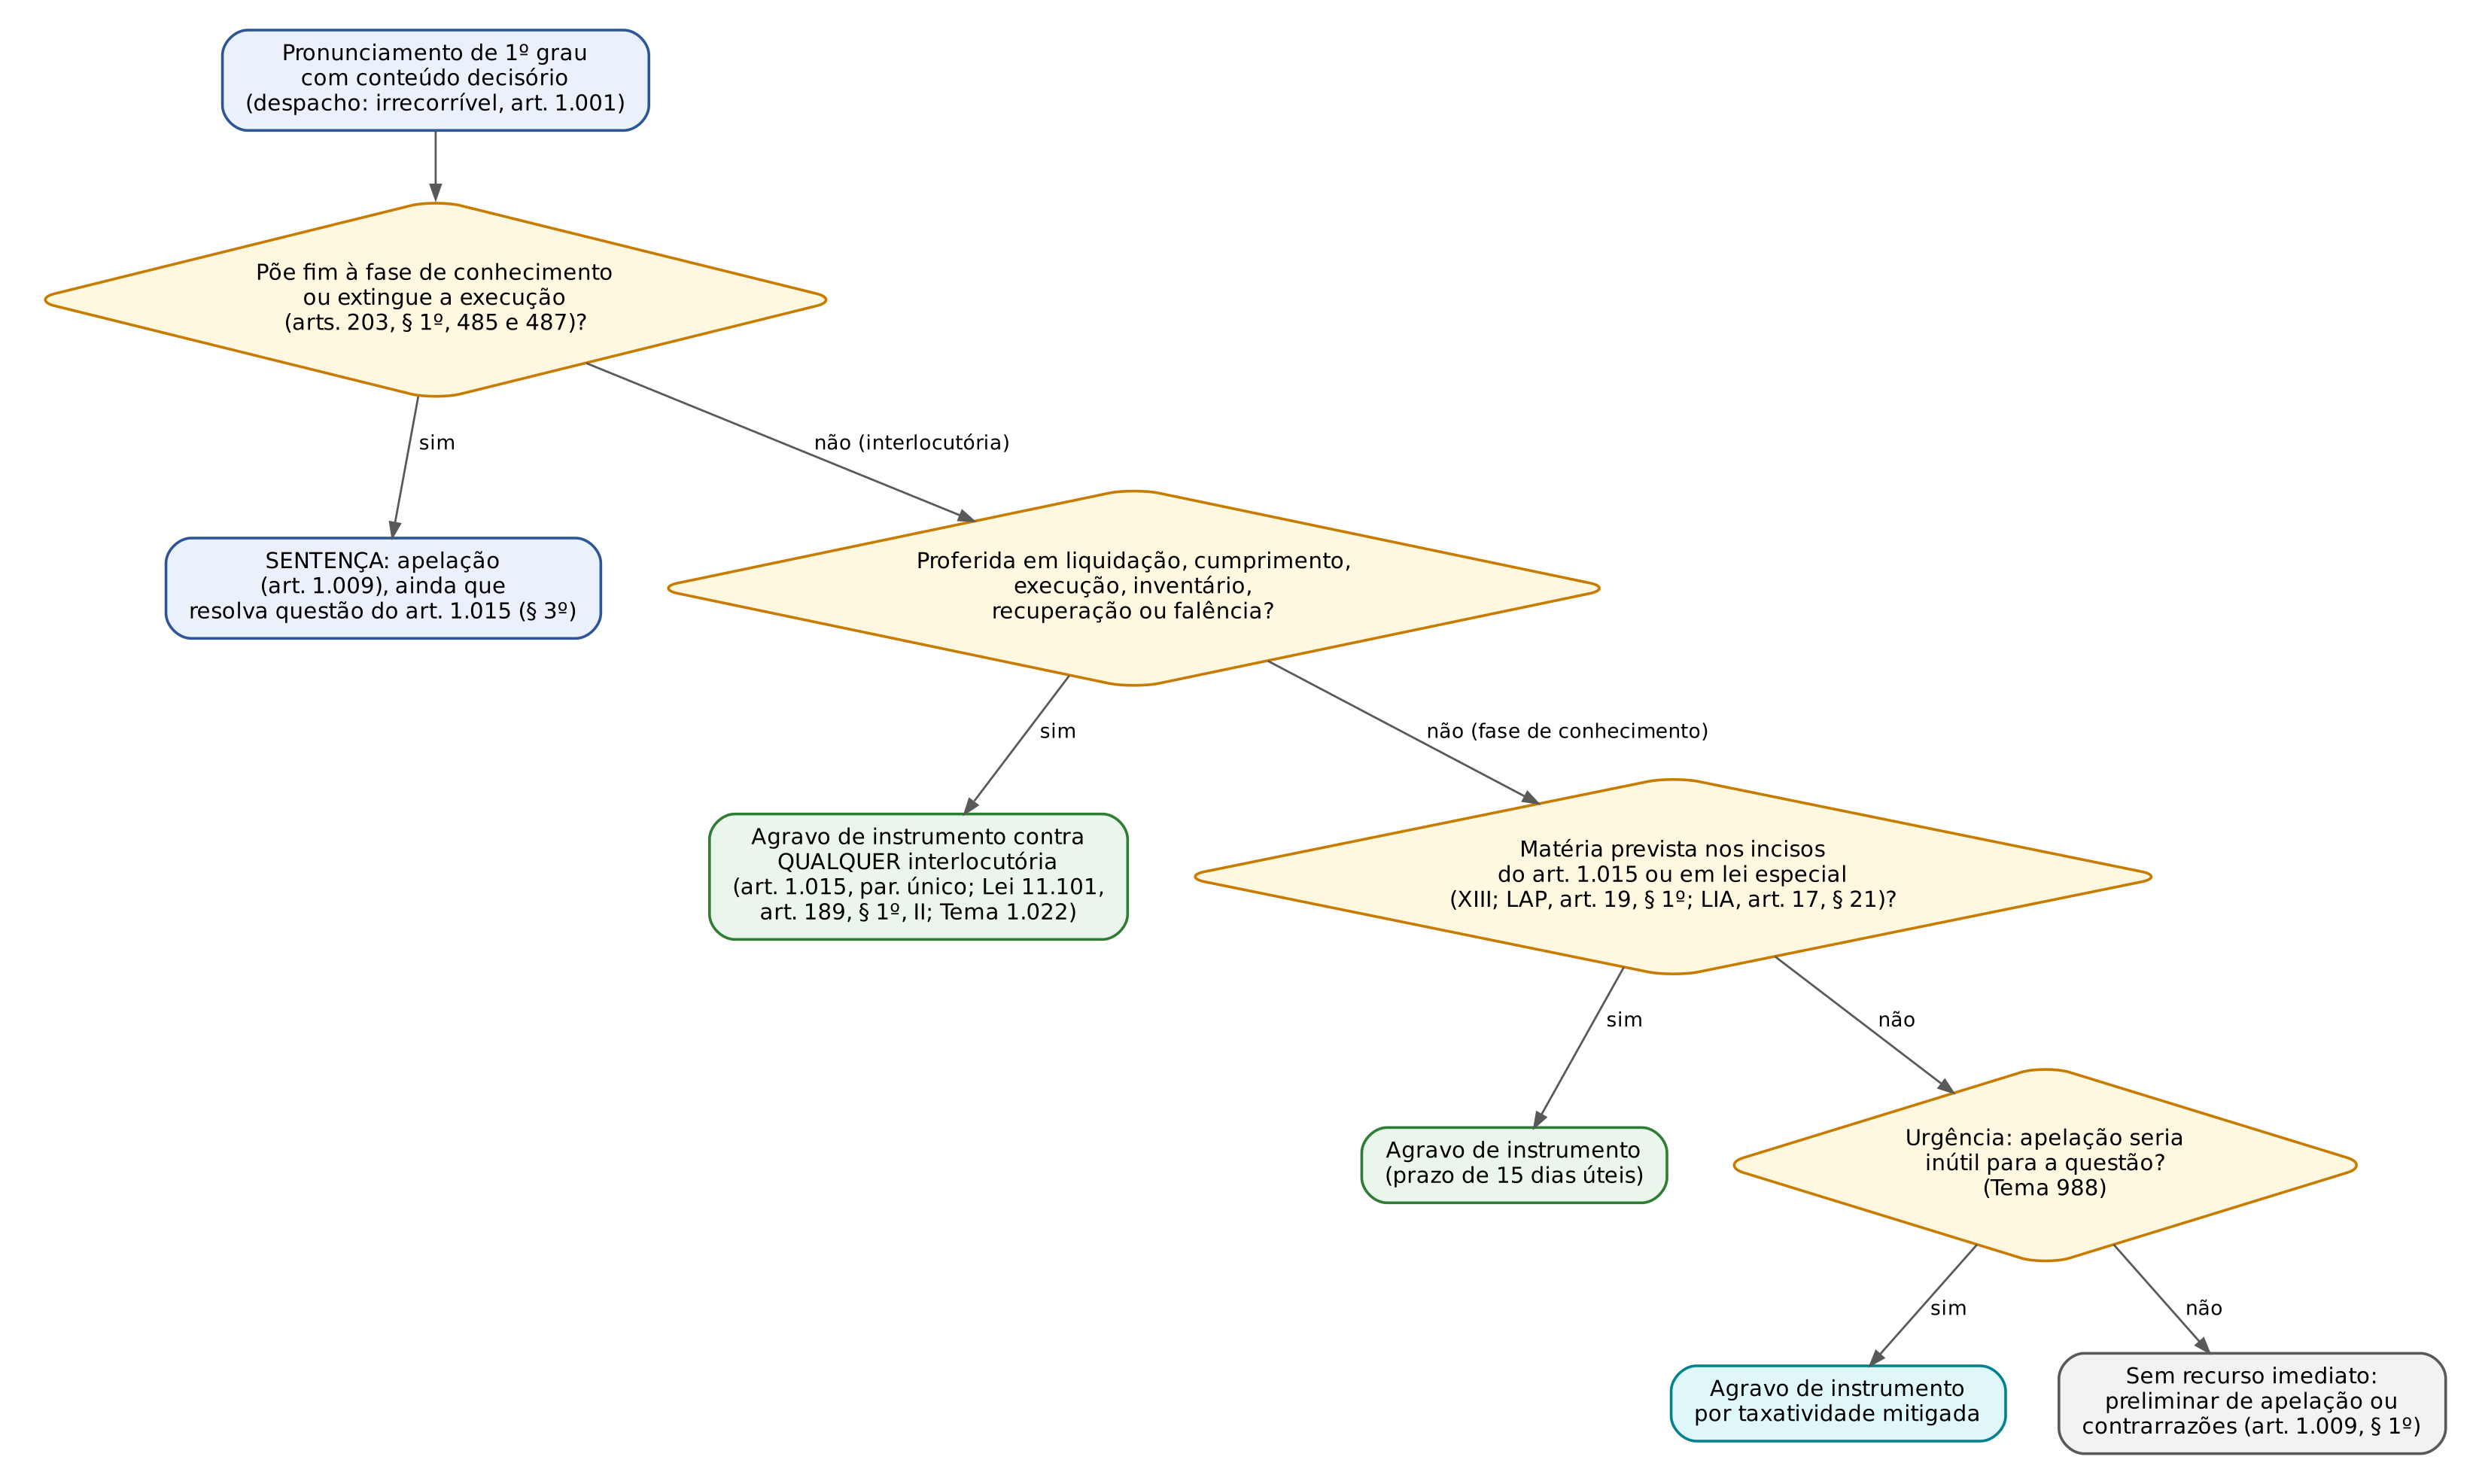 Pronunciamento de 1º grau
com conteúdo decisório
(despacho: irrecorrível, art. 1.001)
Põe fim à fase de conhecimento
ou extingue a execução
(arts. 203, § 1º, 485 e 487)?
sim
não (interlocutória)
SENTENÇA: apelação
(art. 1.009), ainda que
resolva questão do art. 1.015 (§ 3º)
Proferida em liquidação, cumprimento,
execução, inventário,
recuperação ou falência?
sim
não (fase de conhecimento)
Agravo de instrumento contra
QUALQUER interlocutória
(art. 1.015, par. único; Lei 11.101,
art. 189, § 1º, II; Tema 1.022)
Matéria prevista nos incisos
do art. 1.015 ou em lei especial
(XIII; LAP, art. 19, § 1º; LIA, art. 17, § 21)?
sim
não
Agravo de instrumento
(prazo de 15 dias úteis)
Urgência: apelação seria
inútil para a questão?
(Tema 988)
sim
não
Agravo de instrumento
por taxatividade mitigada
Sem recurso imediato:
preliminar de apelação ou
contrarrazões (art. 1.009, § 1º)